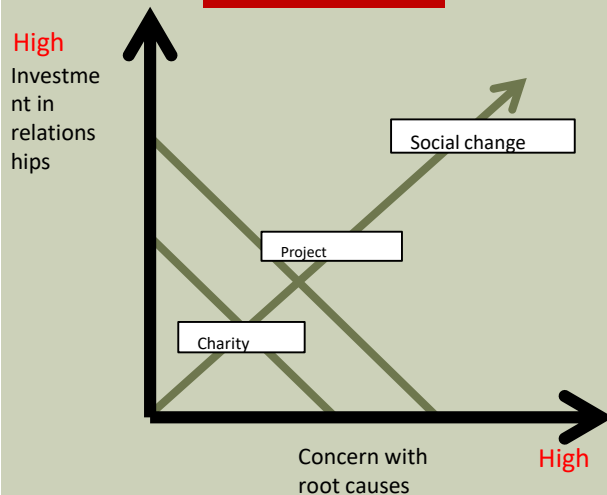 High
Investme
nt in
relations
hips
Social change
Project
Charity
Concern with
root causes
High